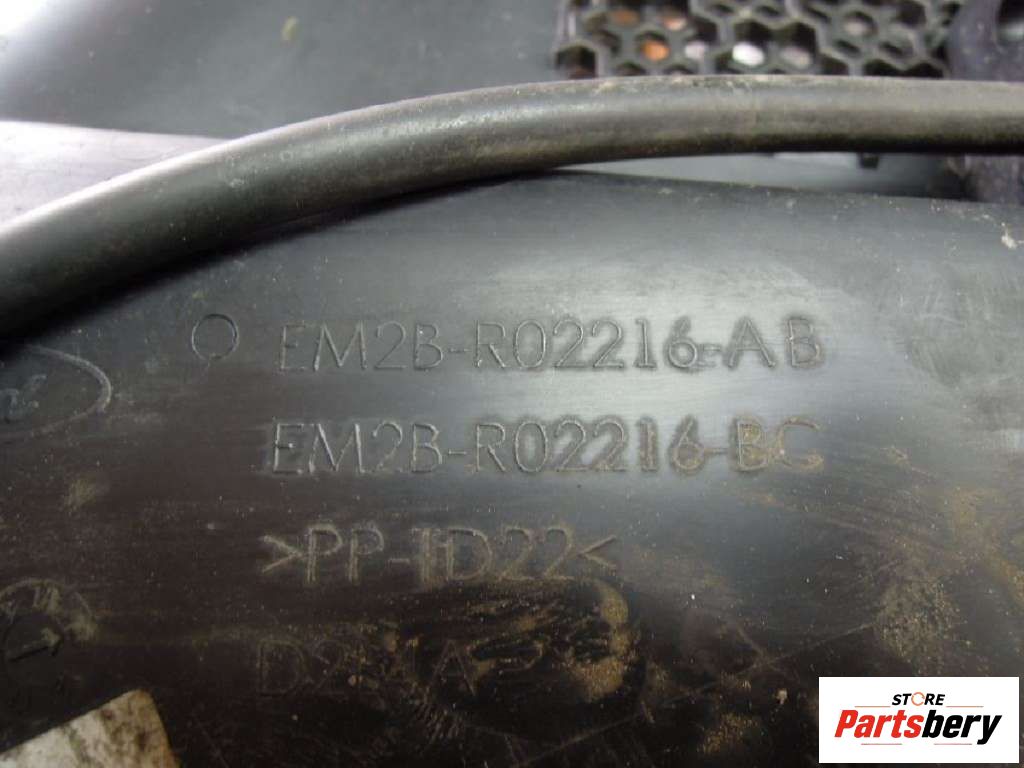 EM2B-R02216-AB
EM2B-R02216-BC
>PP-TD22<
STORE
Partsbery